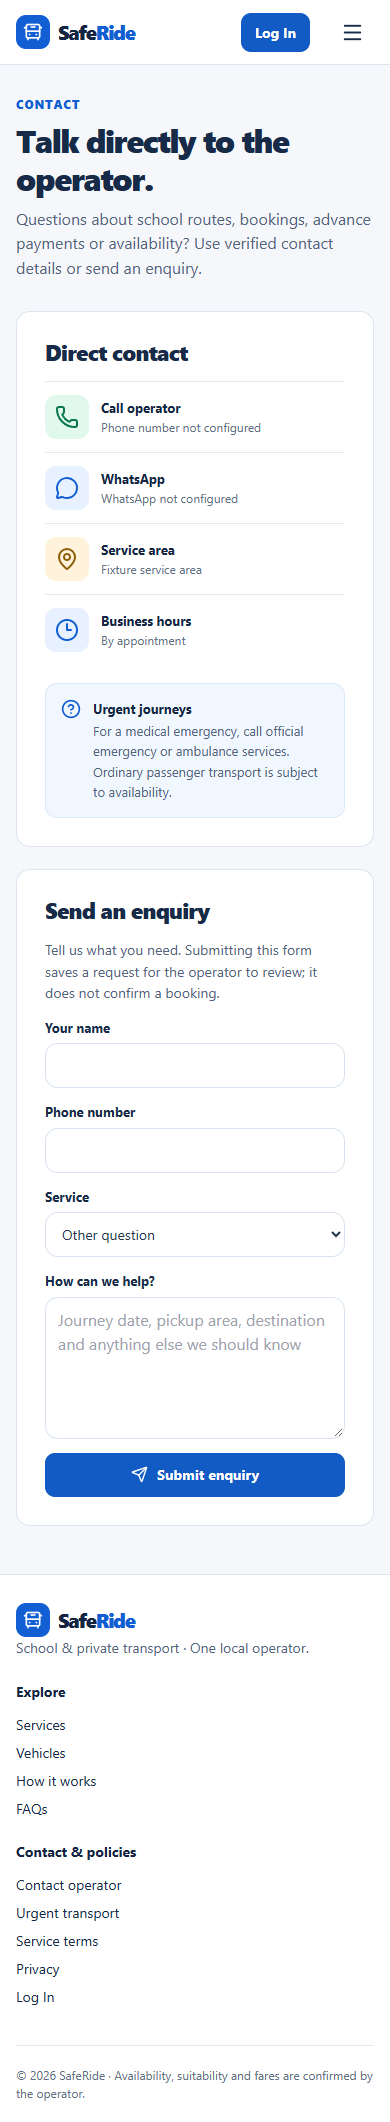 SafeRide
Log In
CONTACT
Talk directly to the
operator.
Questions about school routes, bookings, advance
payments or availability? Use verified contact
details or send an enquiry.
Direct contact
Call operator
Phone number not configured
WhatsApp
WhatsApp not configured
Service area
Fixture service area
Business hours
By appointment
Urgent journeys
For a medical emergency, call official
emergency or ambulance services.
Ordinary passenger transport is subject
to availability.
Send an enquiry
Tell us what you need. Submitting this form
saves a request for the operator to review; it
does not confirm a booking.
Your name
Phone number
Service
Other question
How can we help?
Journey date, pickup area, destination
and anything else we should know
Submit enquiry
SafeRide
School & private transport · One local operator.
Explore
Services
Vehicles
How it works
FAQs
Contact & policies
Contact operator
Urgent transport
Service terms
Privacy
Log In
© 2026 SafeRide · Availability, suitability and fares are confirmed by
the operator.